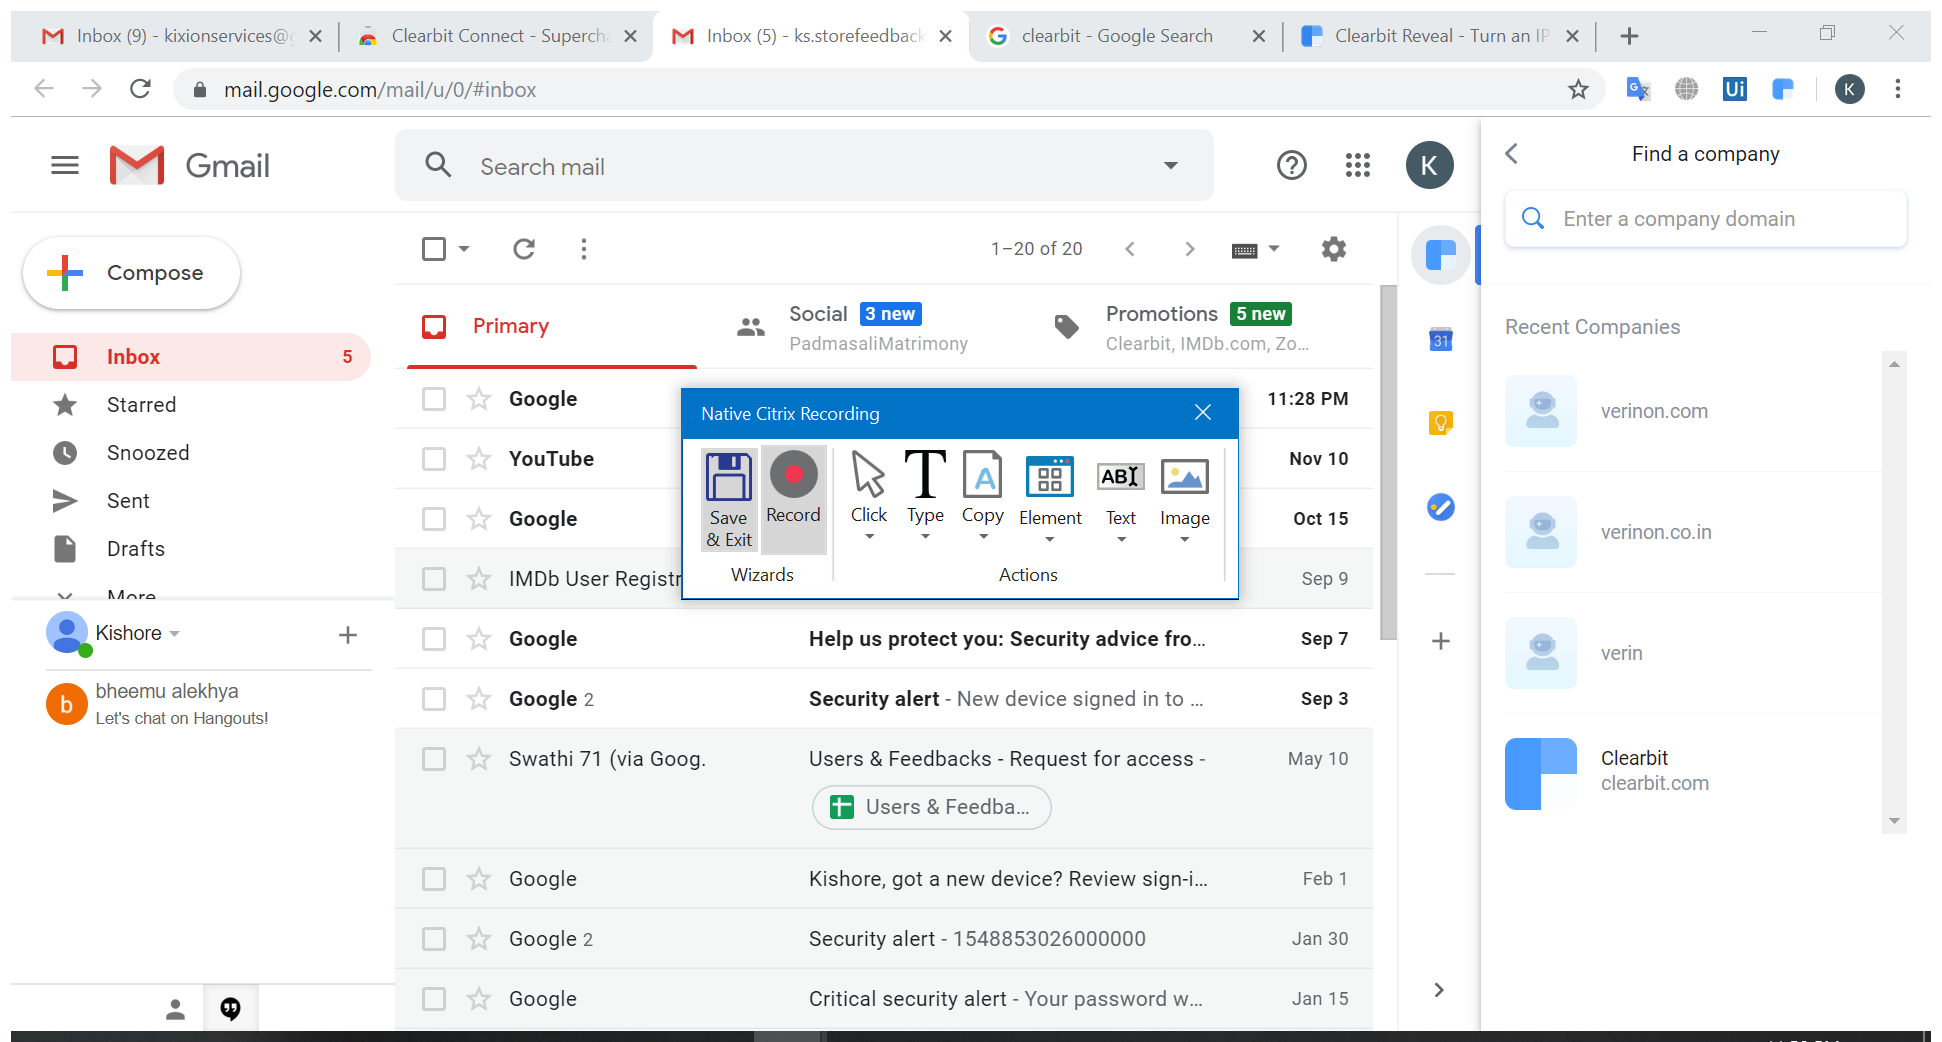 Inbox (9) - kixionservices@g
Clearbit Connect - Supercha
Inbox (5) - ks.storefeedback
clearbit - Google Search
Clearbit Reveal - Turn an IP
mail.google.com/mail/u/0/#inbox
Ui
K
Gmail
Search mail
K
Find a company
Enter a company domain
Compose
1–20 of 20
Primary
Social 3 new
PadmasaliMatrimony
Promotions 5 new
Clearbit, IMDb.com, Zo...
31
Recent Companies
Inbox 5
Starred
Snoozed
Sent
Drafts
More
Kishore
b
bheemu alekhya
Let's chat on Hangouts!
Google 11:28 PM
YouTube Nov 10
Google Oct 15
IMDb User Registr Sep 9
Google Help us protect you: Security advice fro... Sep 7
Google 2 Security alert - New device signed in to ... Sep 3
Swathi 71 (via Goog. Users & Feedbacks - Request for access - May 10
Users & Feedba...
Google Kishore, got a new device? Review sign-i... Feb 1
Google 2 Security alert - 1548853026000000 Jan 30
Google Critical security alert - Your password w... Jan 15
Native Citrix Recording
Save & Exit
Record
Click
T
Type
A
Copy
Element
AB
Text
Image
Wizards
Actions
verinon.com
verinon.co.in
verin
Clearbit
clearbit.com